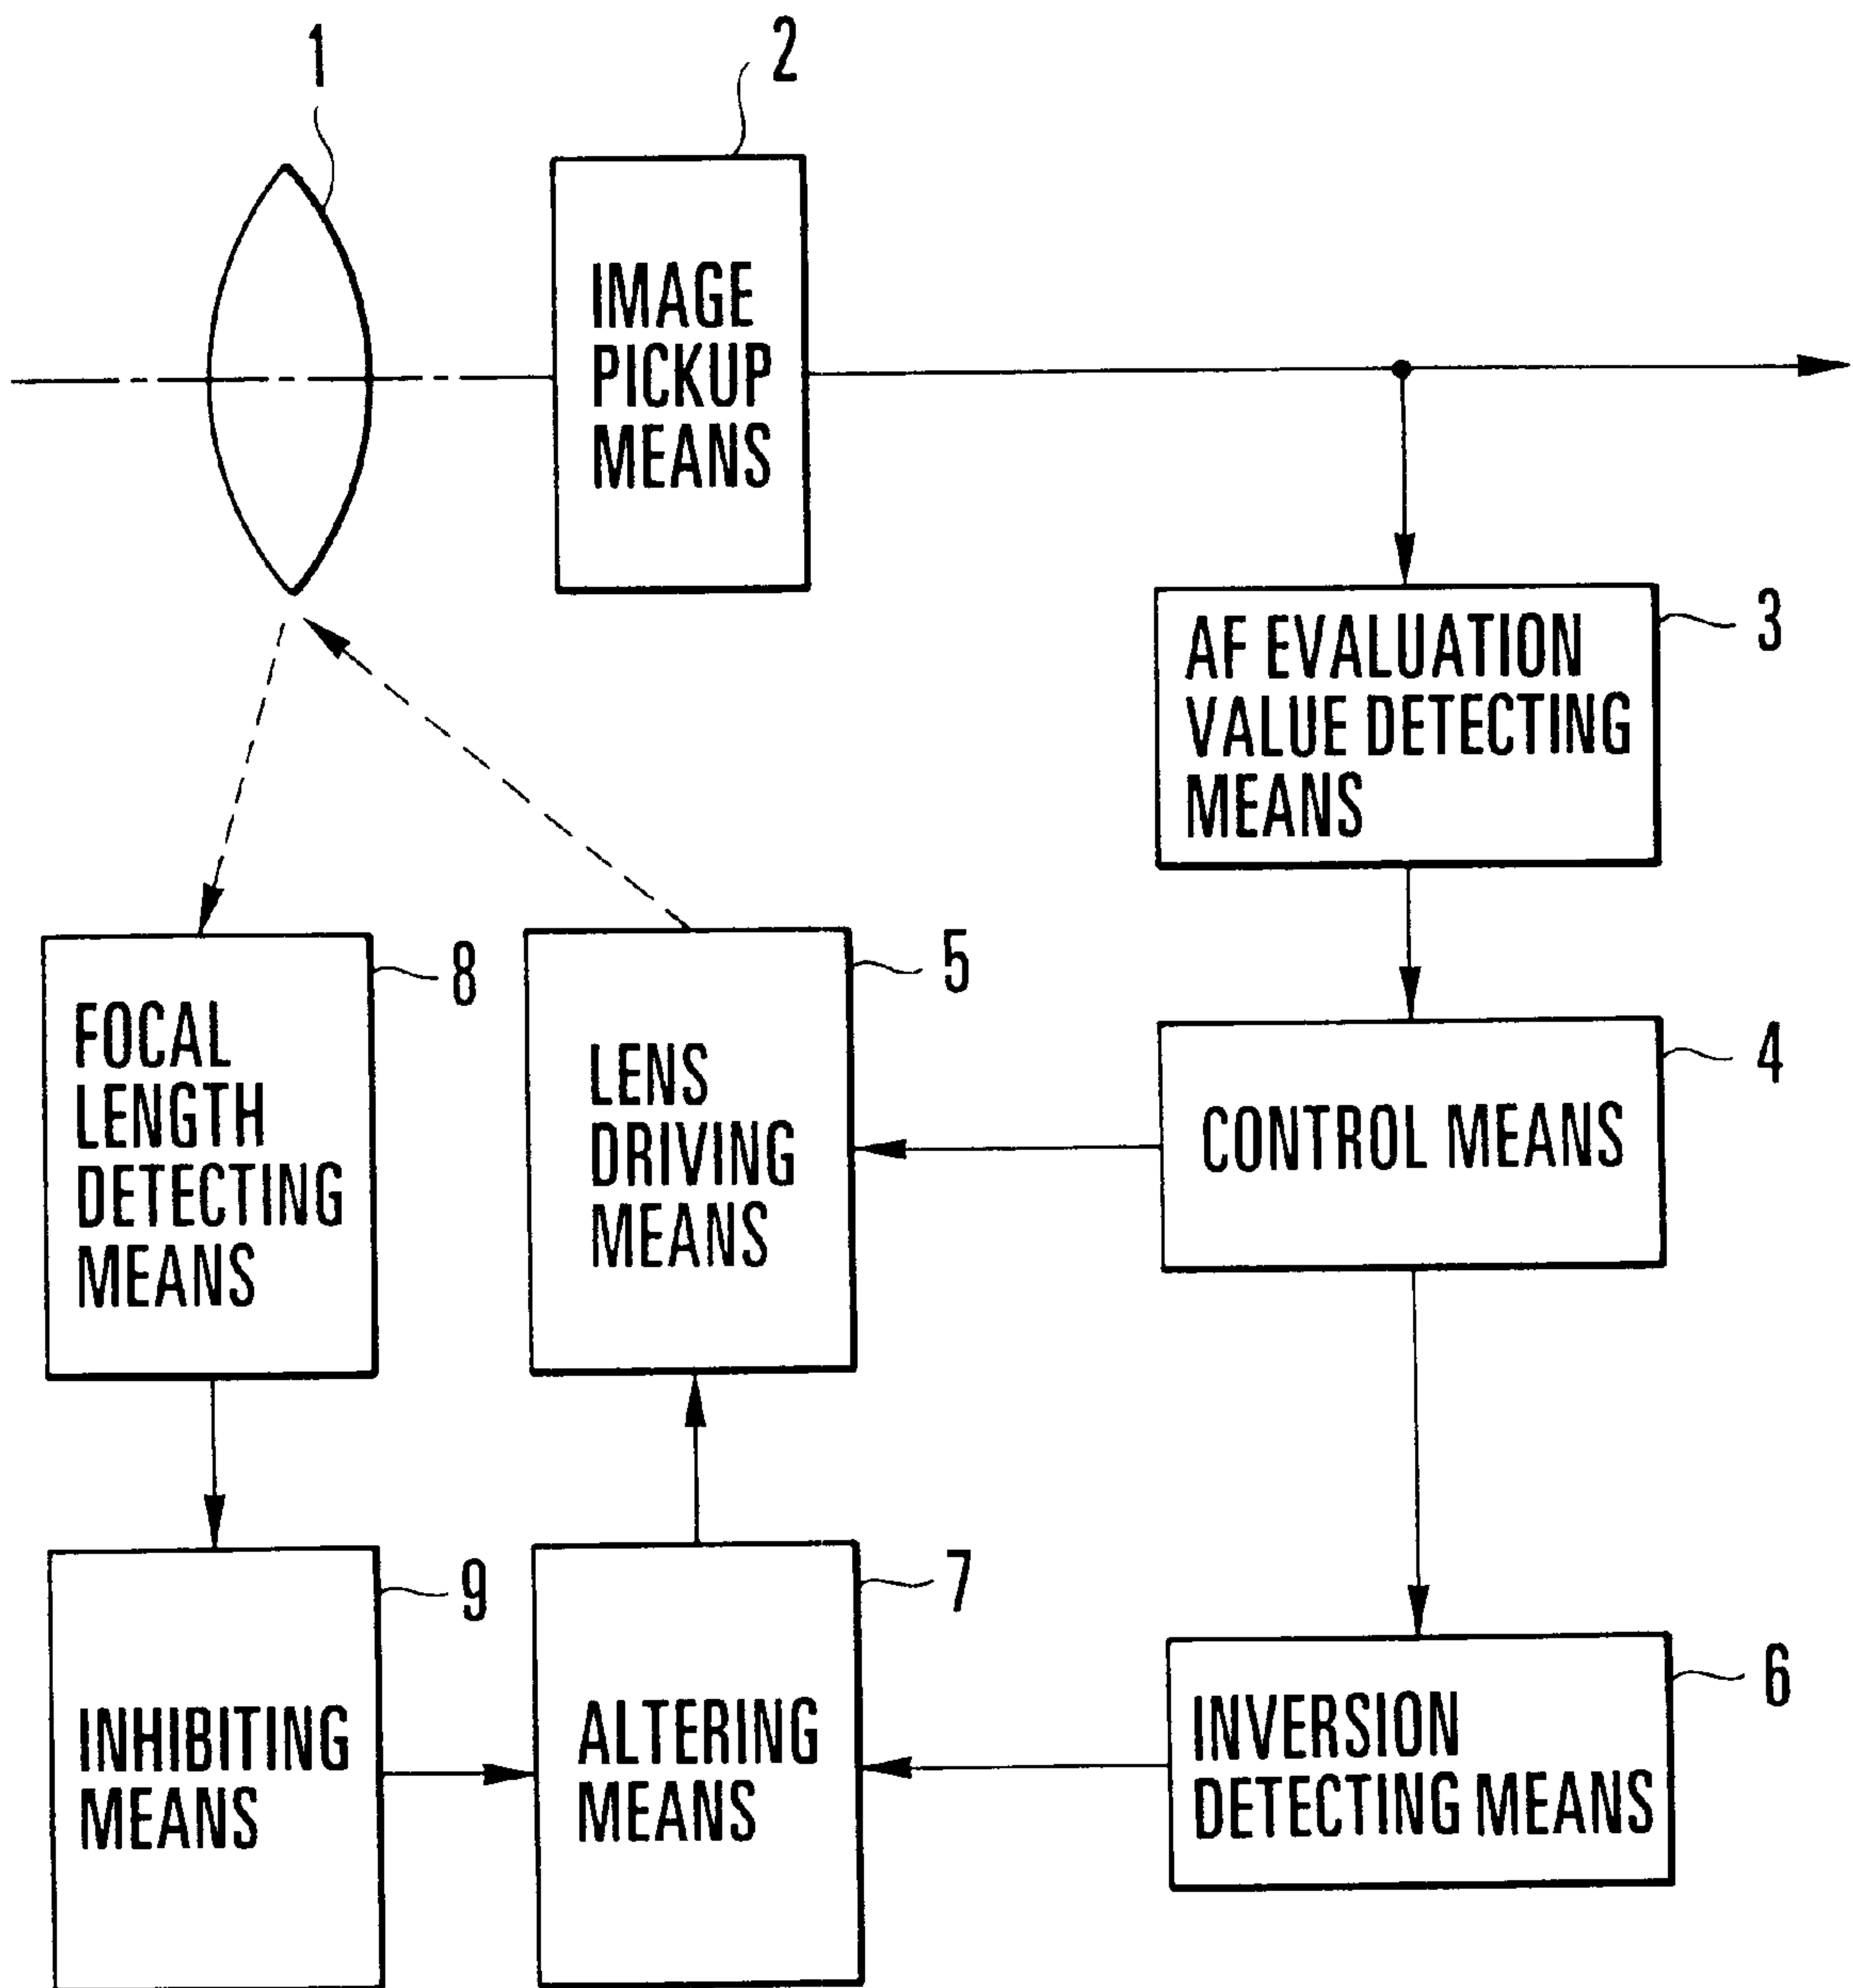 1
2
IMAGE
PICKUP
MEANS
3
AF EVALUATION
VALUE DETECTING
MEANS
8
FOCAL
LENGTH
DETECTING
MEANS
5
LENS
DRIVING
MEANS
4
CONTROL MEANS
9
INHIBITING
MEANS
7
ALTERING
MEANS
6
INVERSION
DETECTING MEANS